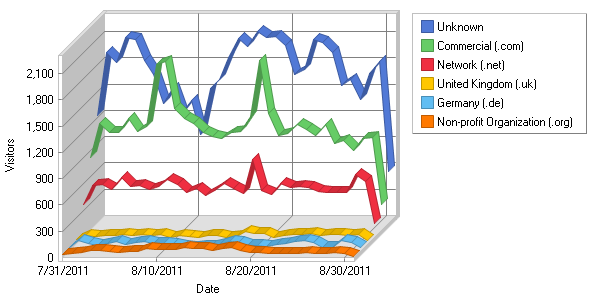 Visitors
2,100
1,800
1,500
1,200
900
600
300
0
7/31/2011
8/10/2011
8/20/2011
8/30/2011
Date
Unknown
Commercial (.com)
Network (.net)
United Kingdom (.uk)
Germany (.de)
Non-profit Organization (.org)